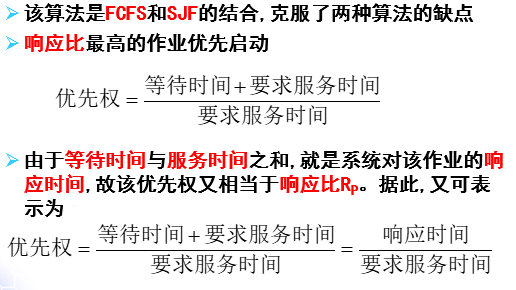 ➢ 该算法是FCFS和SJF的结合,克服了两种算法的缺点
➢ 响应比最高的作业优先启动
优先权 = (等待时间+要求服务时间) / 要求服务时间
➢ 由于等待时间与服务时间之和,就是系统对该作业的响
应时间,故该优先权又相当于响应比R_P。据此,又可表
示为
优先权 = (等待时间+要求服务时间) / 要求服务时间 = 响应时间 / 要求服务时间